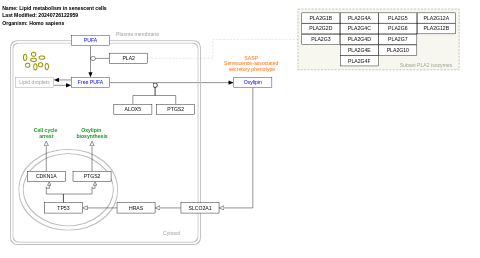 Name: Lipid metabolism in senescent cells
Last Modified: 20240726122959
Organism: Homo sapiens
Plasma membrane
PUFA
PLA2
Lipid droplets
Free PUFA
ALOX5
PTGS2
SASP
Senescence-associated
secretory phenotype
Oxylipin
PLA2G1B
PLA2G4A
PLA2G5
PLA2G12A
PLA2G2D
PLA2G4C
PLA2G6
PLA2G12B
PLA2G3
PLA2G4D
PLA2G7
PLA2G4E
PLA2G10
PLA2G4F
Subset PLA2 isozymes
Cell cycle
arrest
Oxylipin
biosynthesis
CDKN1A
PTGS2
TP53
HRAS
SLCO2A1
Cytosol